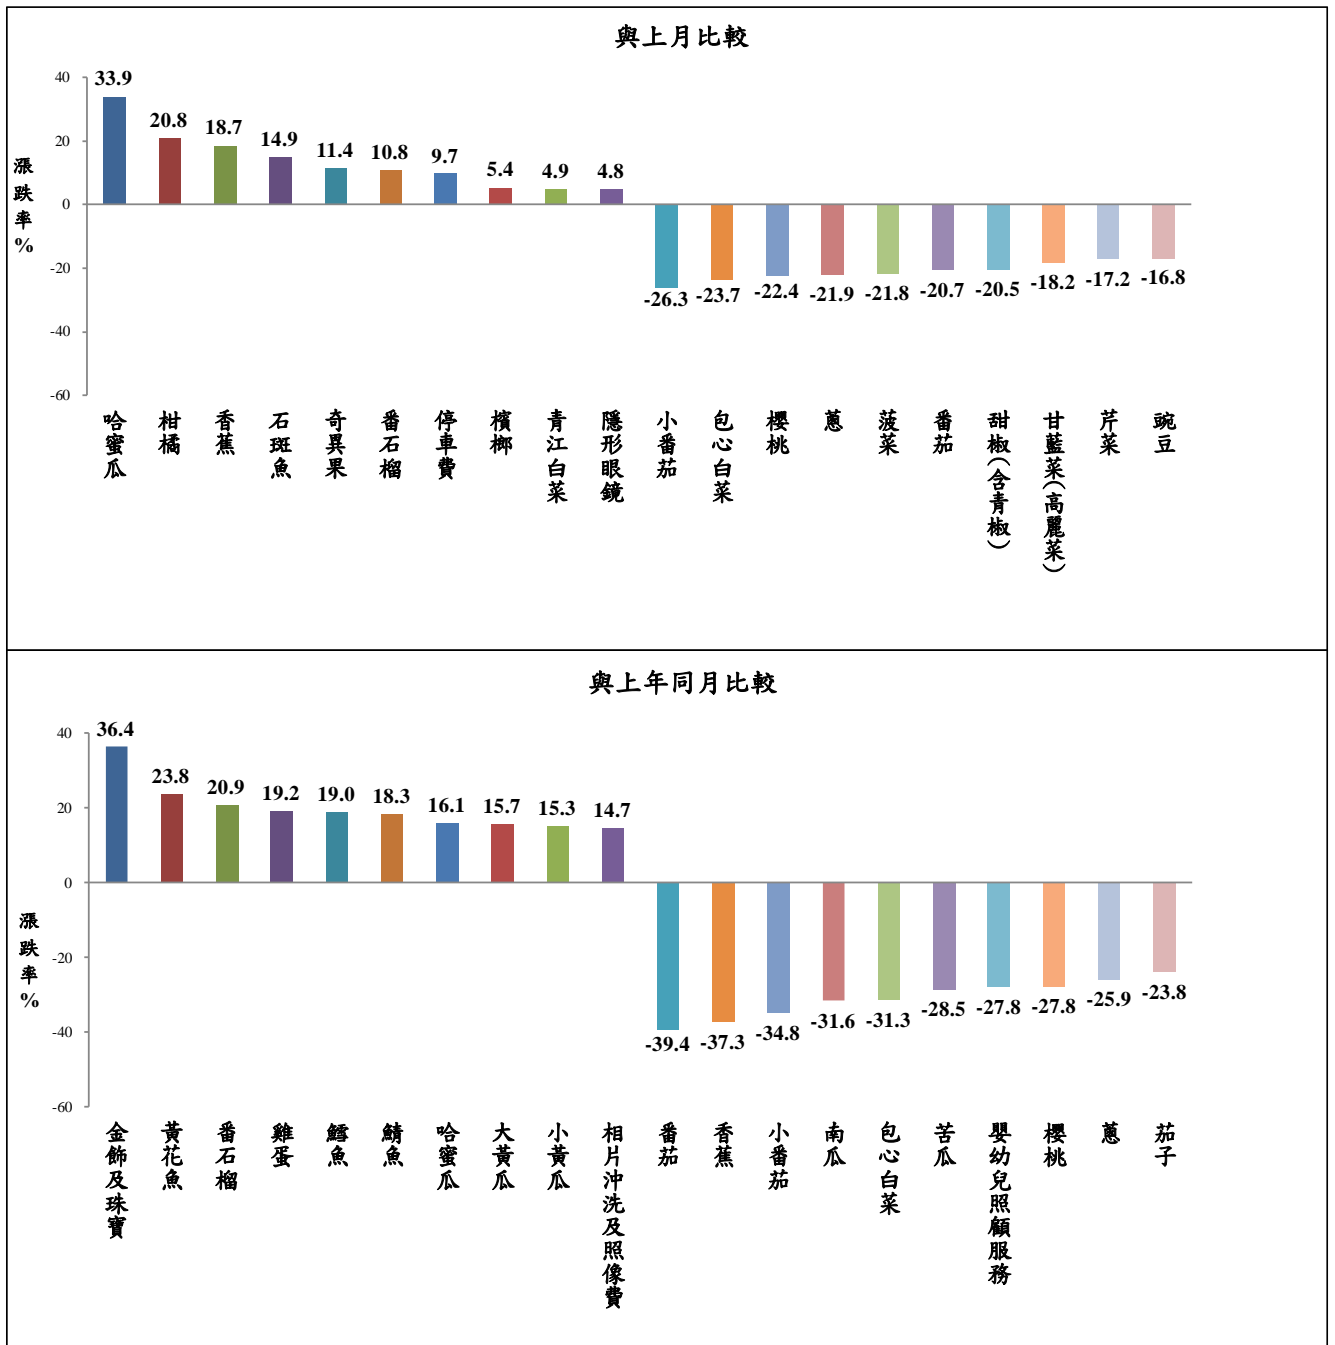 與上月比較
漲跌率%
40
20
0
-20
-40
-60
33.9
20.8
18.7
14.9
11.4
10.8
9.7
5.4
4.9
4.8
-26.3
-23.7
-22.4
-21.9
-21.8
-20.7
-20.5
-18.2
-17.2
-16.8
哈蜜瓜
柑橘
香蕉
石斑魚
奇異果
番石榴
停車費
檳榔
青江白菜
隱形眼鏡
小番茄
包心白菜
櫻桃
蔥
菠菜
番茄
甜椒(含青椒)
甘藍菜(高麗菜)
芹菜
豌豆
與上年同月比較
漲跌率%
40
20
0
-20
-40
-60
36.4
23.8
20.9
19.2
19.0
18.3
16.1
15.7
15.3
14.7
-39.4
-37.3
-34.8
-31.6
-31.3
-28.5
-27.8
-27.8
-25.9
-23.8
金飾及珠寶
黃花魚
番石榴
雞蛋
鱈魚
鯖魚
哈蜜瓜
大黃瓜
小黃瓜
相片沖洗及照像費
番茄
香蕉
小番茄
南瓜
包心白菜
苦瓜
嬰幼兒照顧服務
櫻桃
蔥
茄子